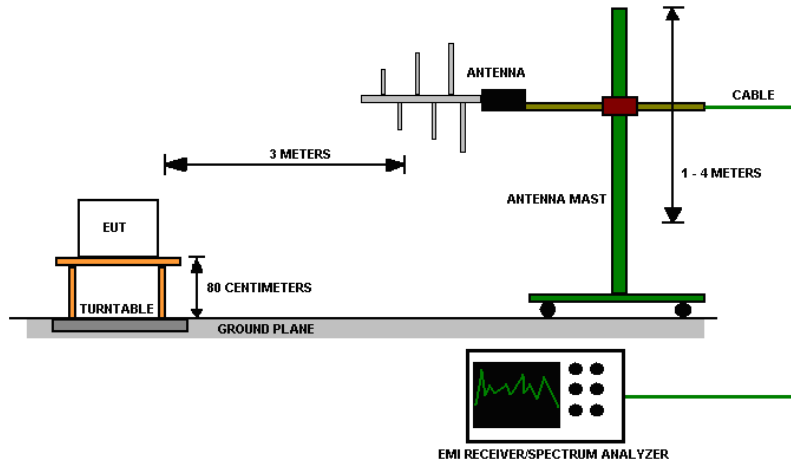 ANTENNA
CABLE
3 METERS
1 - 4 METERS
ANTENNA MAST
EUT
80 CENTIMETERS
TURNTABLE
GROUND PLANE
EMI RECEIVER/SPECTRUM ANALYZER